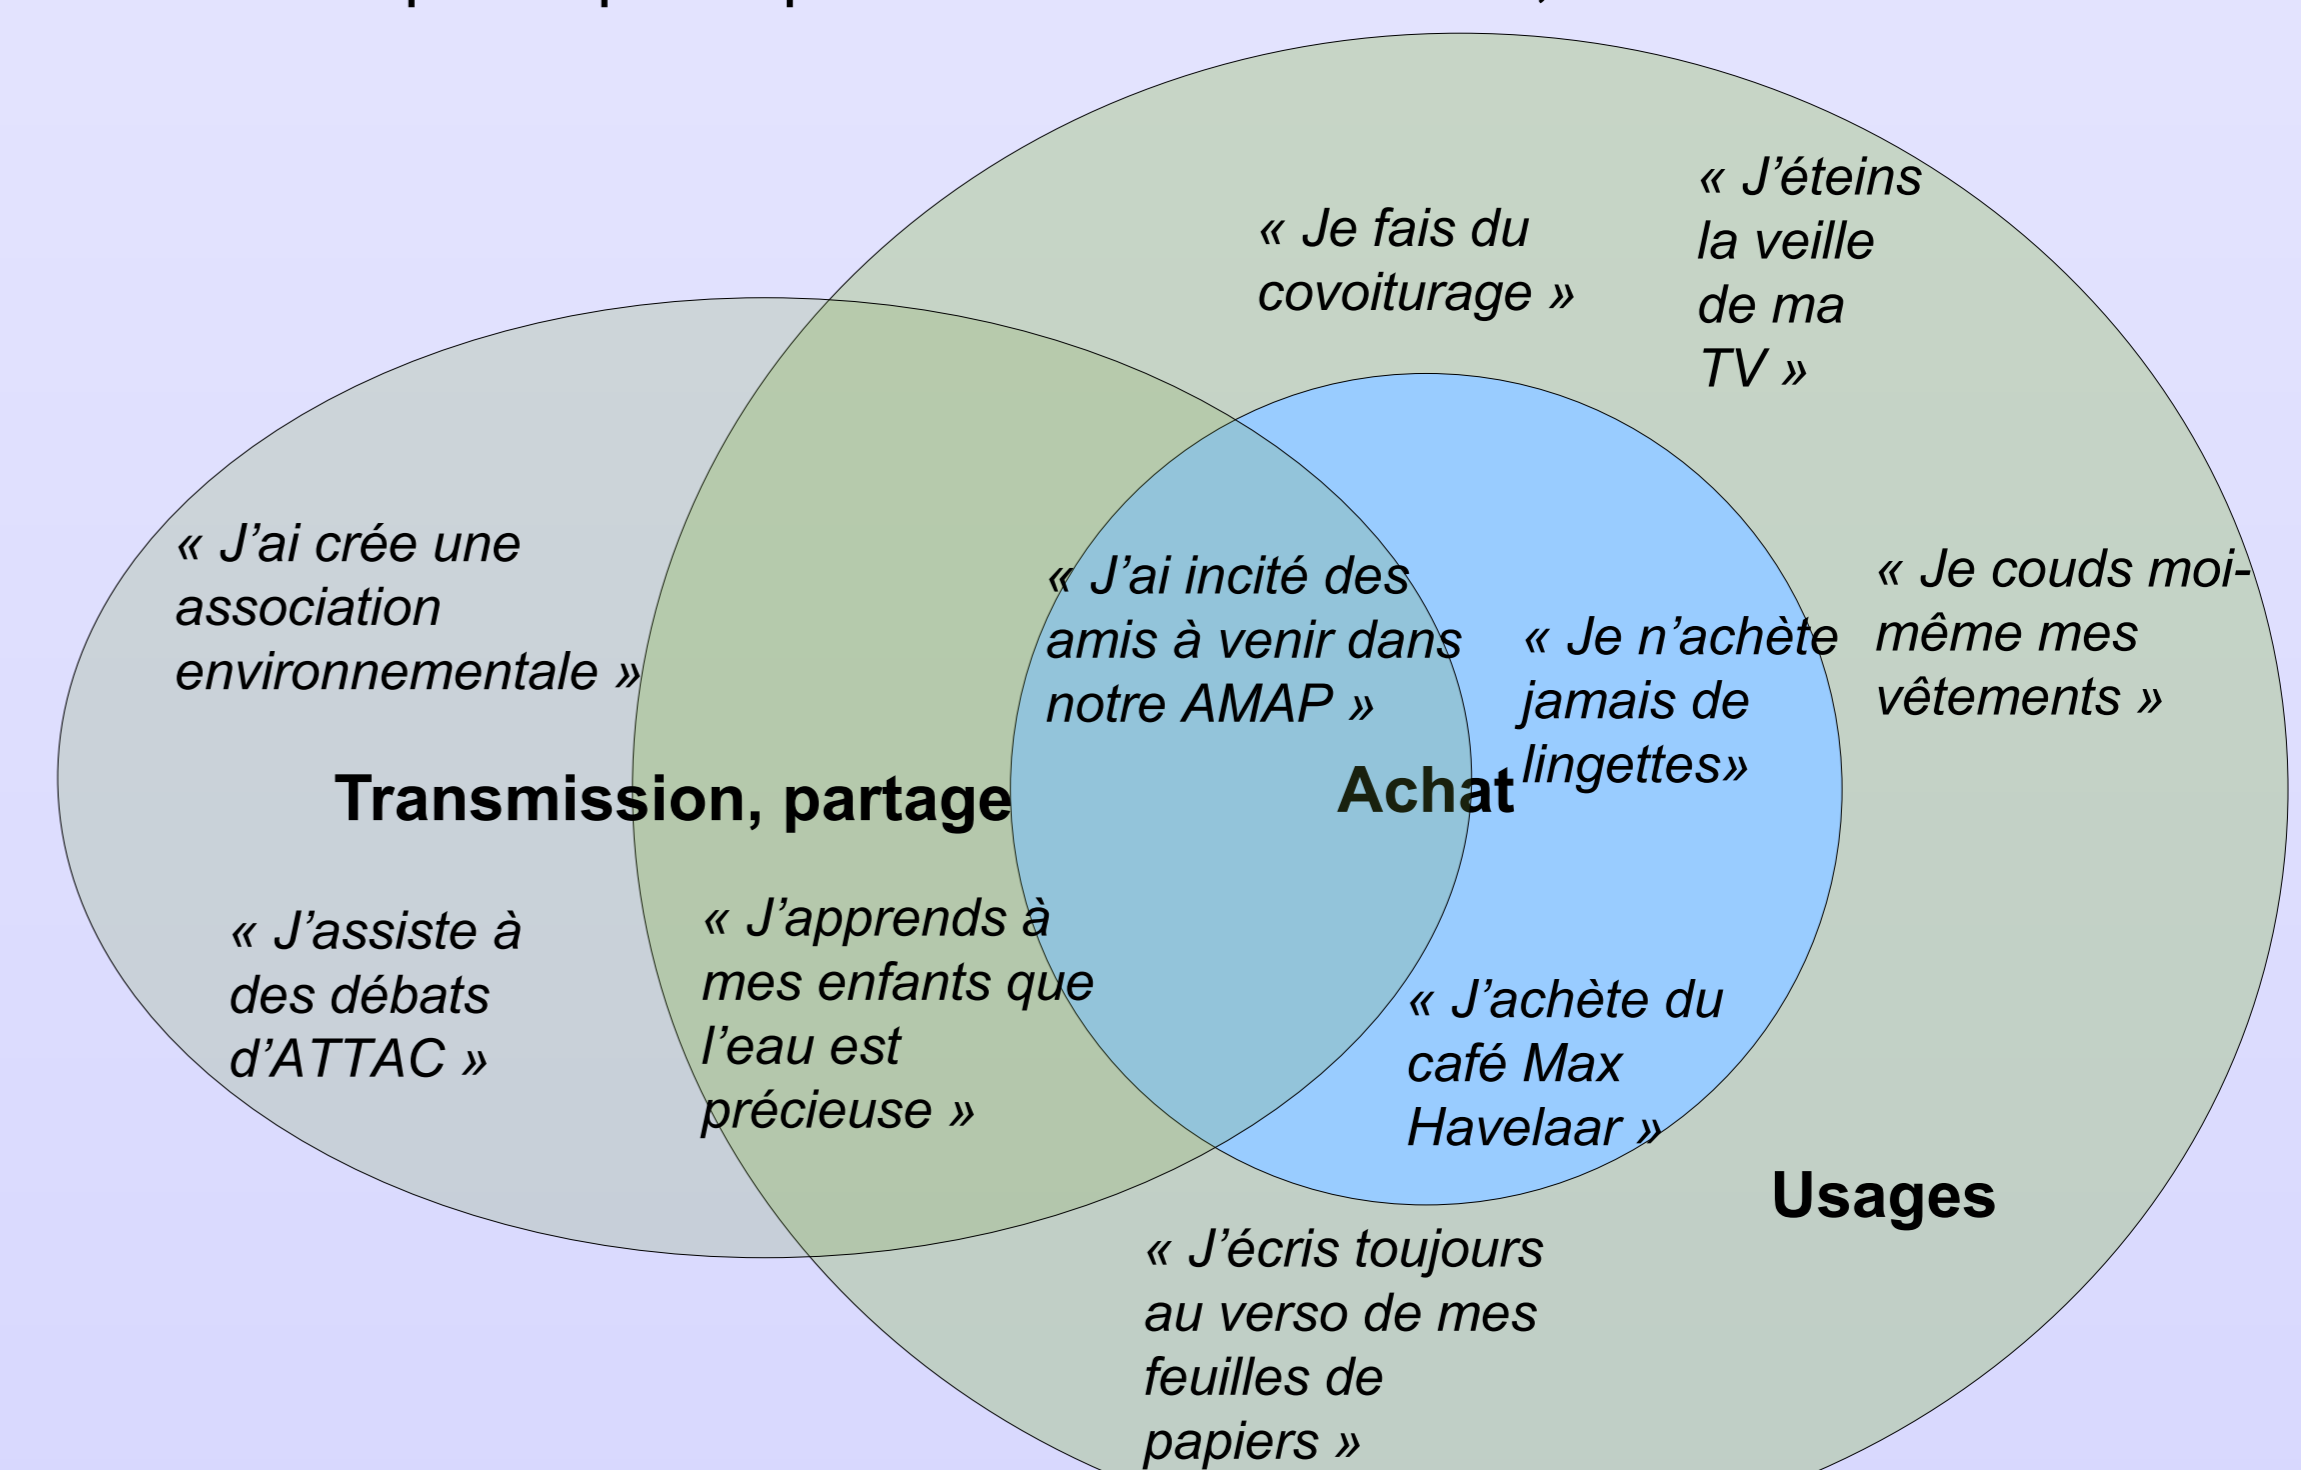 « J’éteins
la veille
de ma
TV »
« Je fais du
covoiturage »
« J’ai crée une
association
environnementale »
« J’ai incité des
amis à venir dans
notre AMAP »
« Je n’achète
jamais de
lingettes»
« Je couds moi-
même mes
vêtements »
Transmission, partage
Achat
« J’assiste à
des débats
d’ATTAC »
« J’apprends à
mes enfants que
l’eau est
précieuse »
« J’achète du
café Max
Havelaar »
Usages
« J’écris toujours
au verso de mes
feuilles de
papiers »